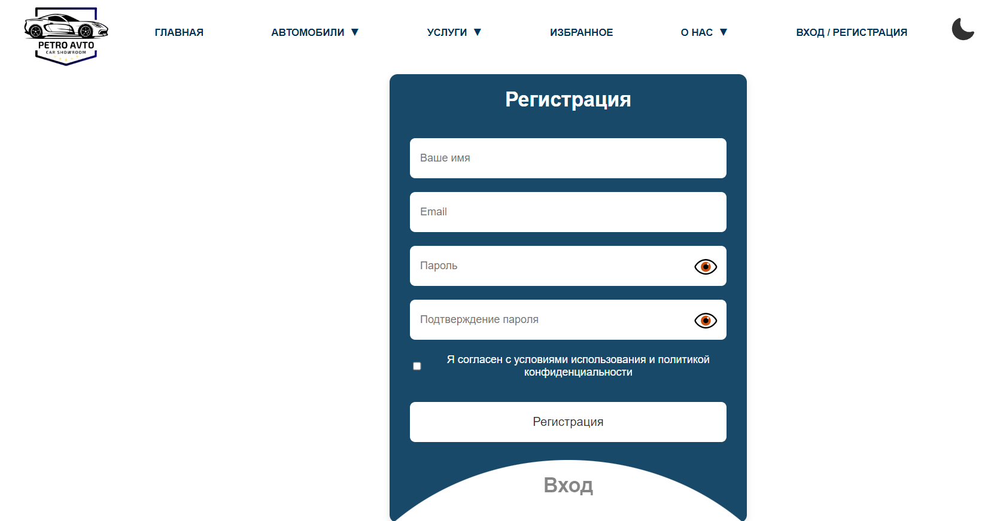 PETRO AVTO
CAR SHOWROOM
ГЛАВНАЯ
АВТОМОБИЛИ ▼
УСЛУГИ ▼
ИЗБРАННОЕ
О НАС ▼
ВХОД / РЕГИСТРАЦИЯ
Регистрация
Ваше имя
Email
Пароль
Подтверждение пароля
Я согласен с условиями использования и политикой
конфиденциальности
Регистрация
Вход